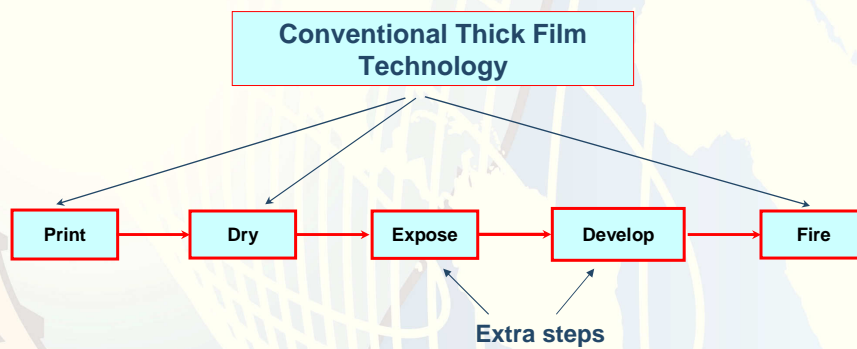 Conventional Thick Film
Technology
Print
Dry
Expose
Develop
Fire
Extra steps